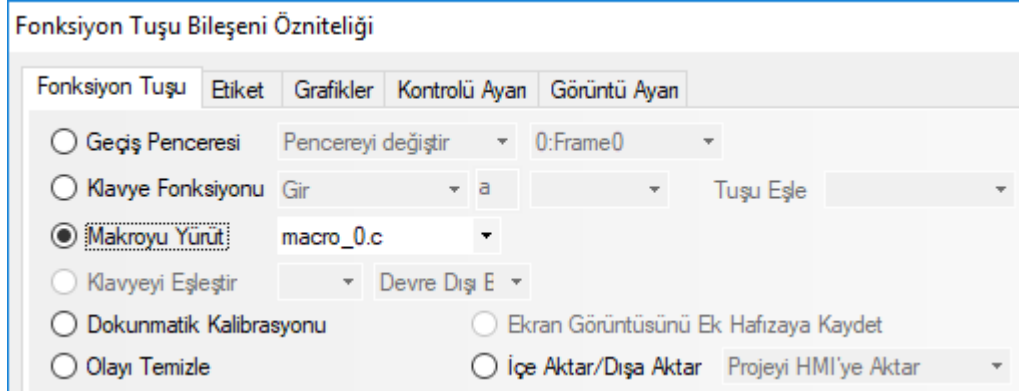 Fonksiyon Tuşu Bileşeni Özniteliği
Fonksiyon Tuşu Etiket Grafikler Kontrolü Ayarı Görüntü Ayarı
Geçiş Penceresi Pencereyi değiştir 0:Frame0
Klavye Fonksiyonu Gir a Tuşu Eşle
Makroyu Yürüt macro_0.c
Klavyeyi Eşleştir Devre Dışı B
Dokunmatik Kalibrasyonu Ekran Görüntüsünü Ek Hafızaya Kaydet
Olayı Temizle İçe Aktar/Dışa Aktar Projeyi HMI'ye Aktar